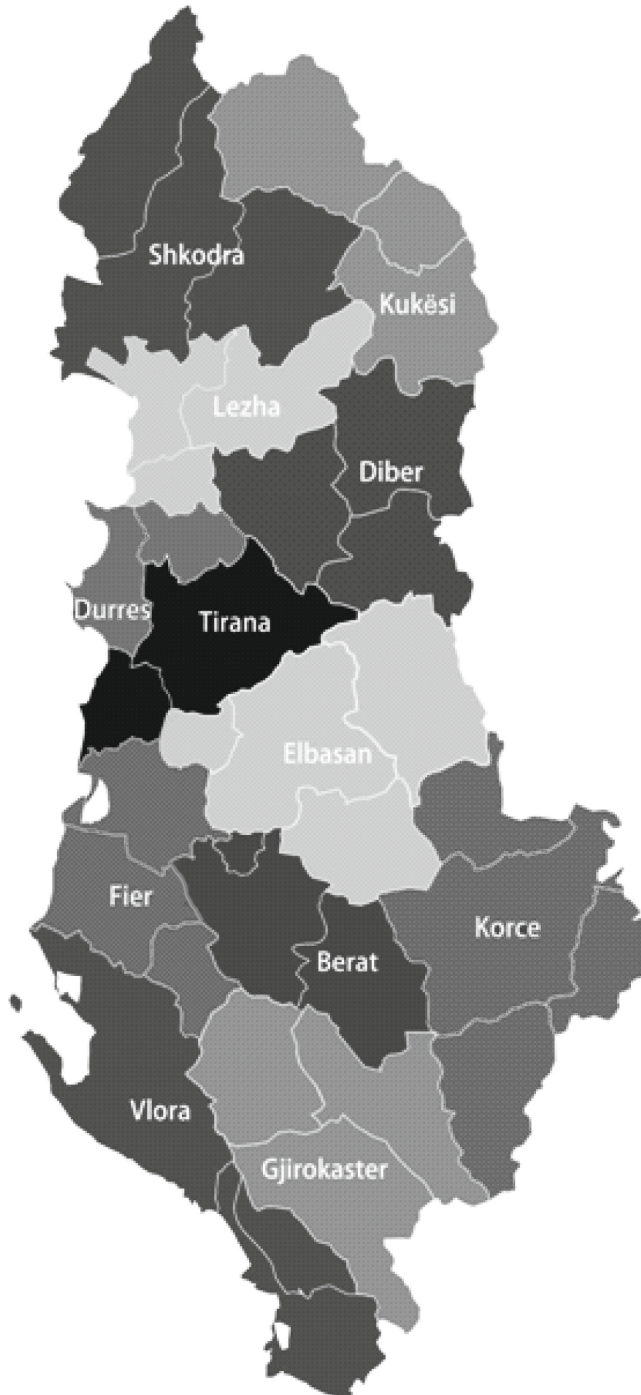 Shkodra
Kukësi
Lezha
Diber
Durres
Tirana
Elbasan
Fier
Korce
Berat
Vlora
Gjirokaster